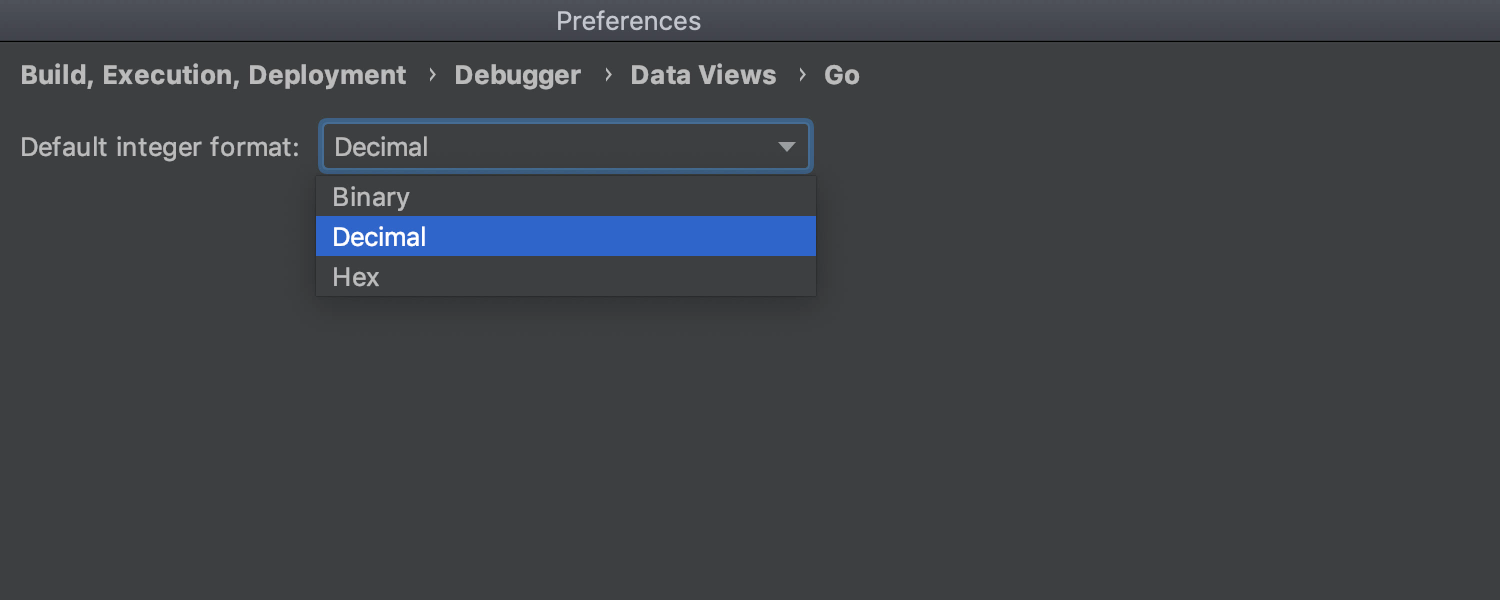 Preferences
Build, Execution, Deployment › Debugger › Data Views › Go
Default integer format: Decimal
Binary
Decimal
Hex